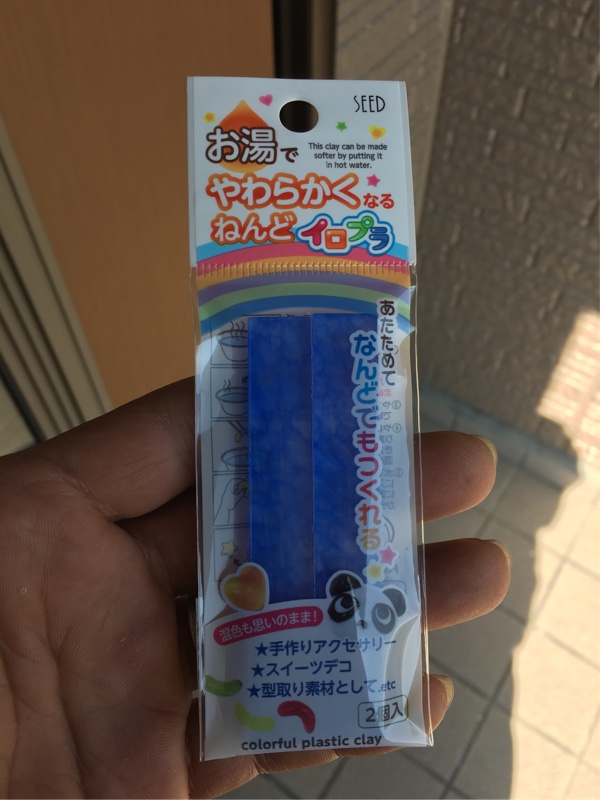 SEED
お湯で
This clay can be made
softer by putting it
in hot water.
やわらかくなる
ねんど イロプラ
あたためて
なんどでもつくれる
混色も思いのまま!
★手作りアクセサリー
★スイーツデコ
★型取り素材として.etc
2個入
colorful plastic clay